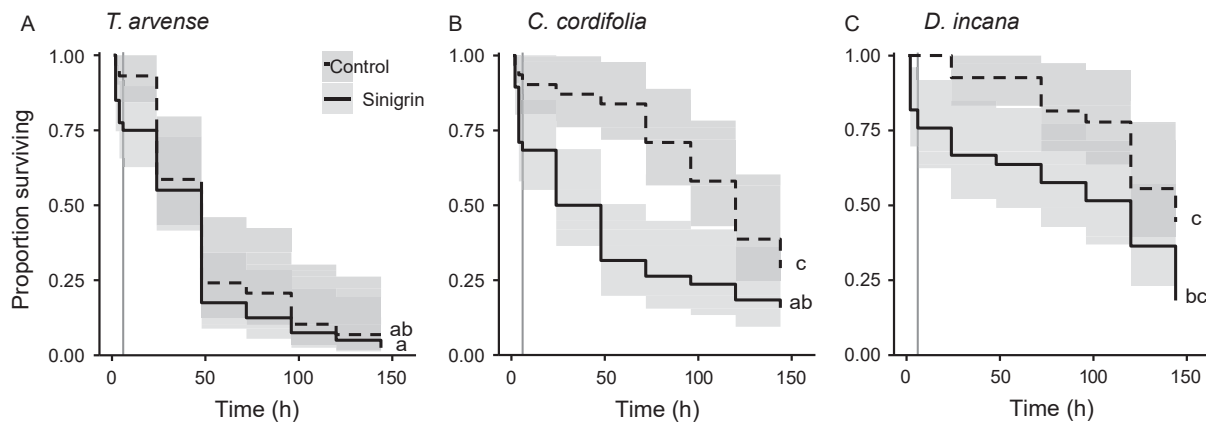 A
T. arvense
B
C. cordifolia
C
D. incana
Proportion surviving
1.00
0.75
0.50
0.25
0.00
Control
Sinigrin
ab
a
0
50
100
150
Time (h)
1.00
0.75
0.50
0.25
0.00
c
ab
0
50
100
150
Time (h)
1.00
0.75
0.50
0.25
0.00
c
bc
0
50
100
150
Time (h)